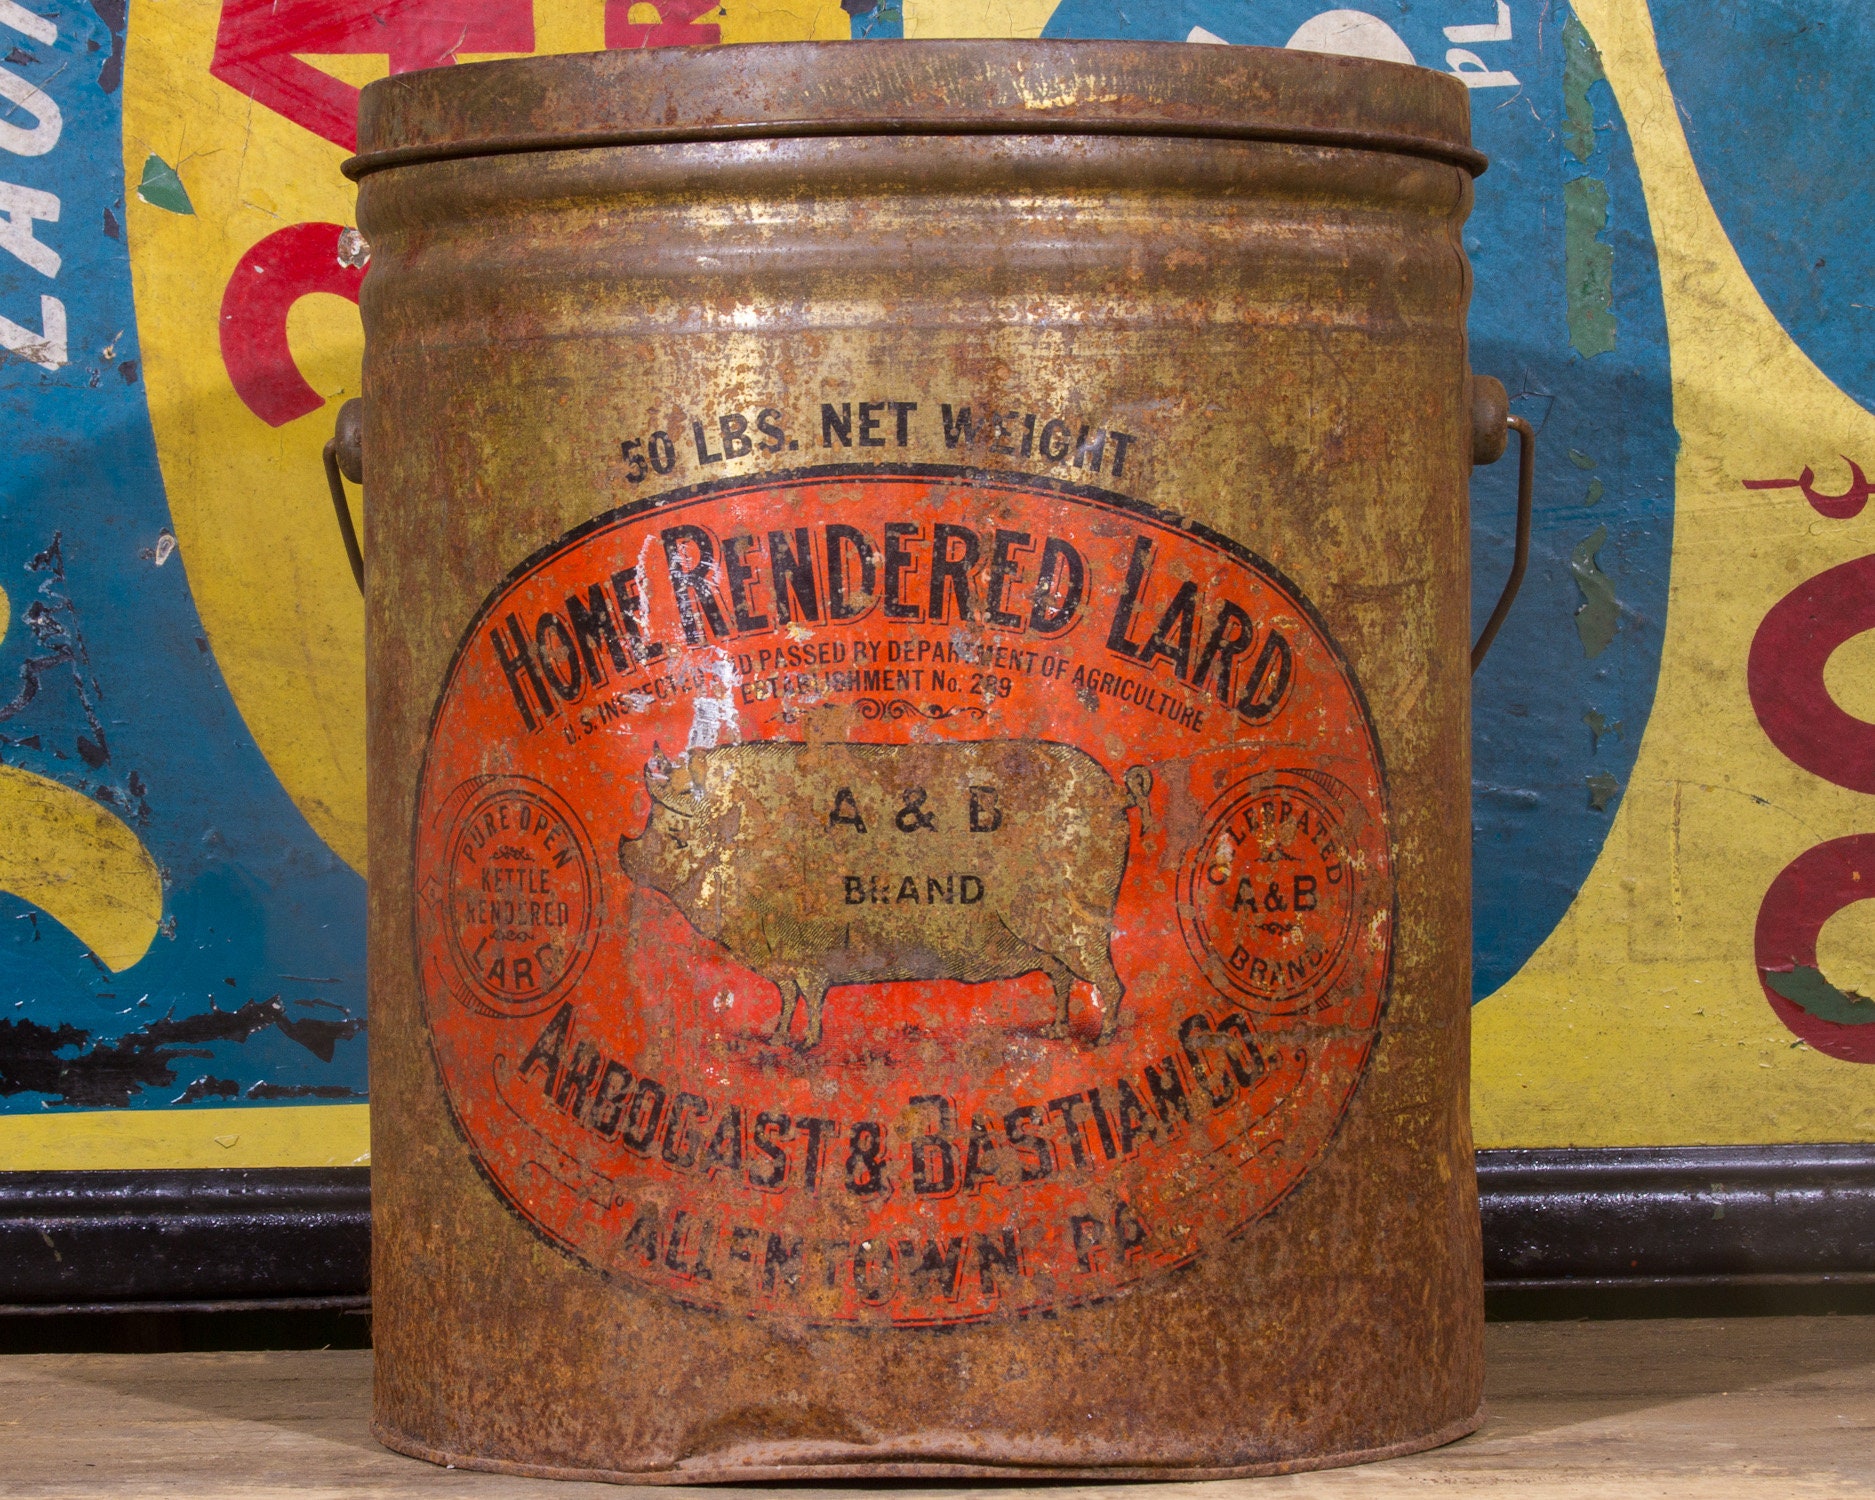 50 LBS. NET WEIGHT
HOME RENDERED LARD
U.S. INSPECTED AND PASSED BY DEPARTMENT OF AGRICULTURE
ESTABLISHMENT No. 289
A & B
BRAND
PURE OPEN
KETTLE
RENDERED
LARD
CELEBRATED
A&B
BRAND
ARBOGAST & BASTIAN CO.
ALLENTOWN PA